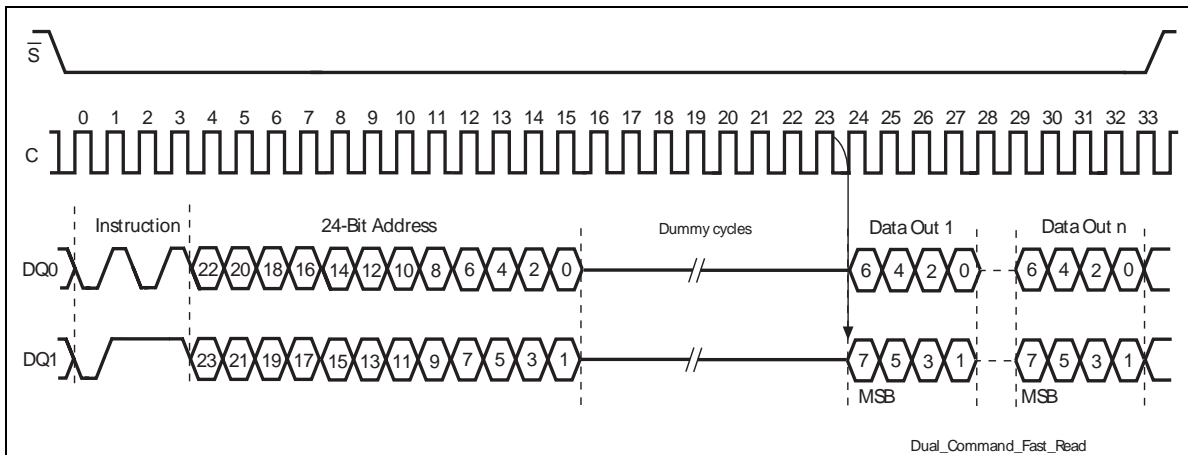 S
0 1 2 3 4 5 6 7 8 9 10 11 12 13 14 15 16 17 18 19 20 21 22 23 24 25 26 27 28 29 30 31 32 33
C
Instruction 24-Bit Address Dummy cycles Data Out 1 Data Out n
DQ0 22 20 18 16 14 12 10 8 6 4 2 0 6 4 2 0 6 4 2 0
DQ1 23 21 19 17 15 13 11 9 7 5 3 1 7 5 3 1 7 5 3 1
MSB MSB
Dual_Command_Fast_Read